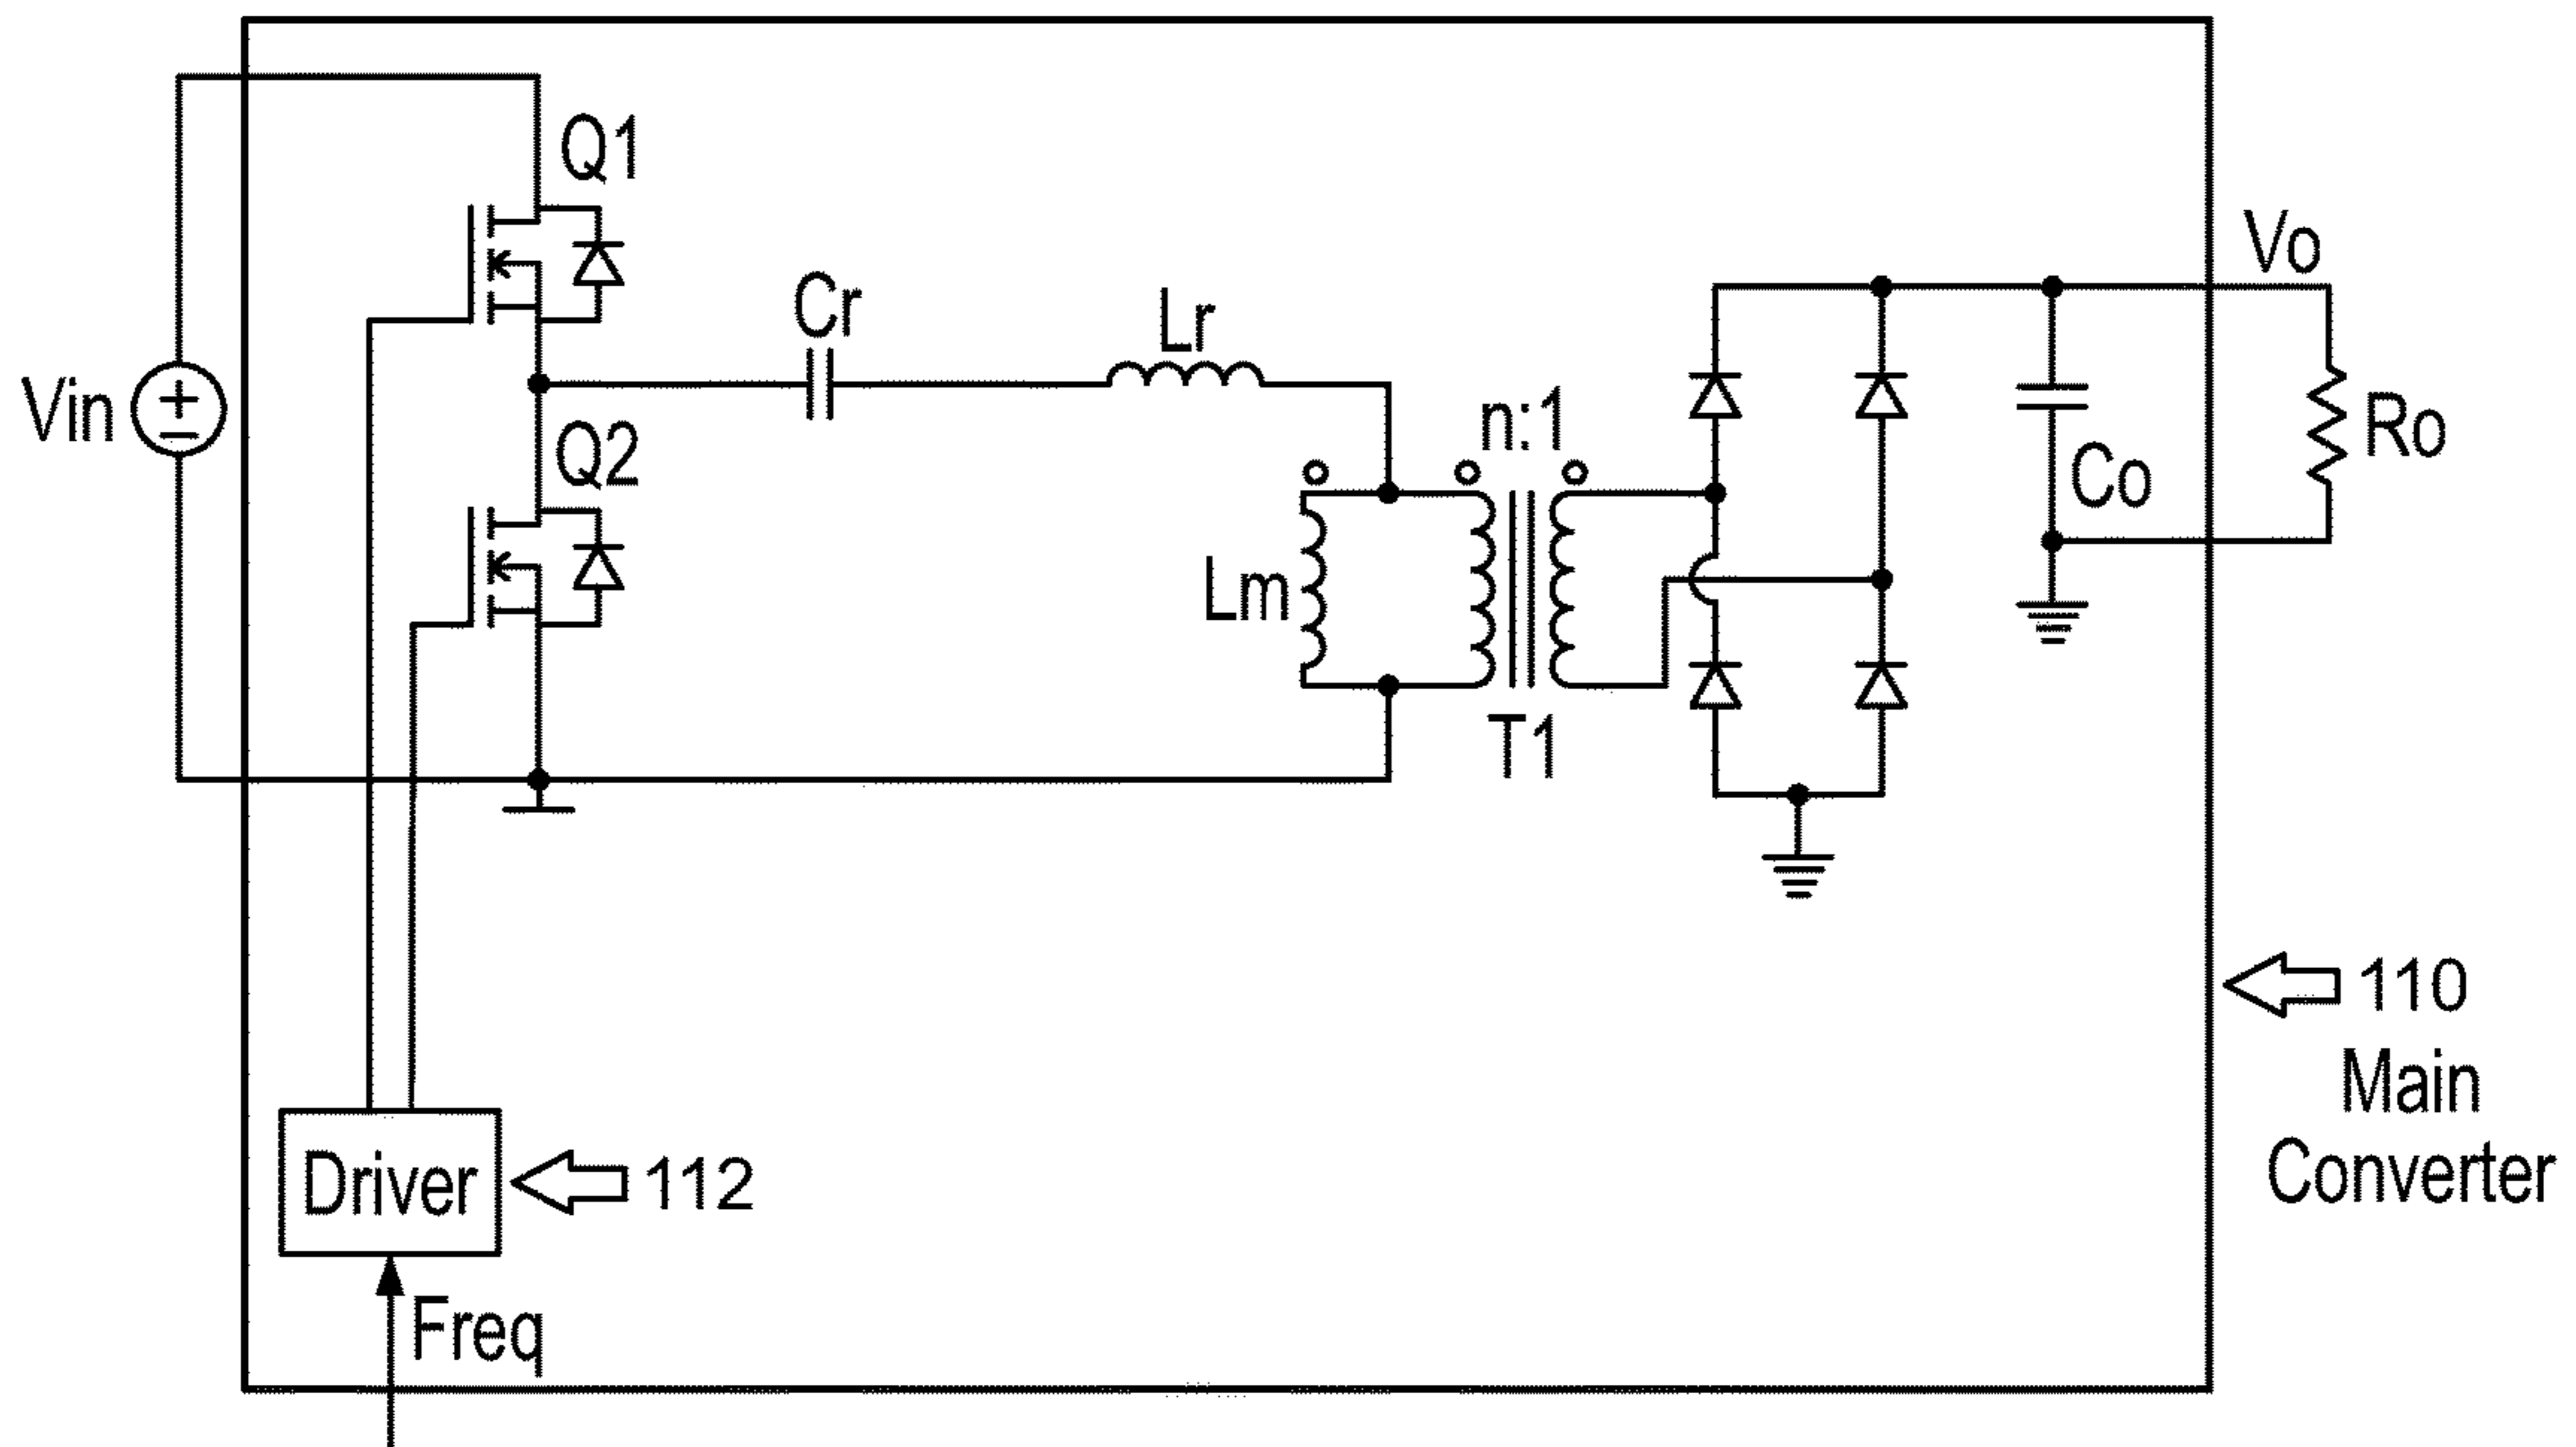 Q1
Vin
+
−
Cr
Lr
Q2
n:1
Lm
T1
Vo
Co
Ro
110
Main
Converter
Driver
112
Freq